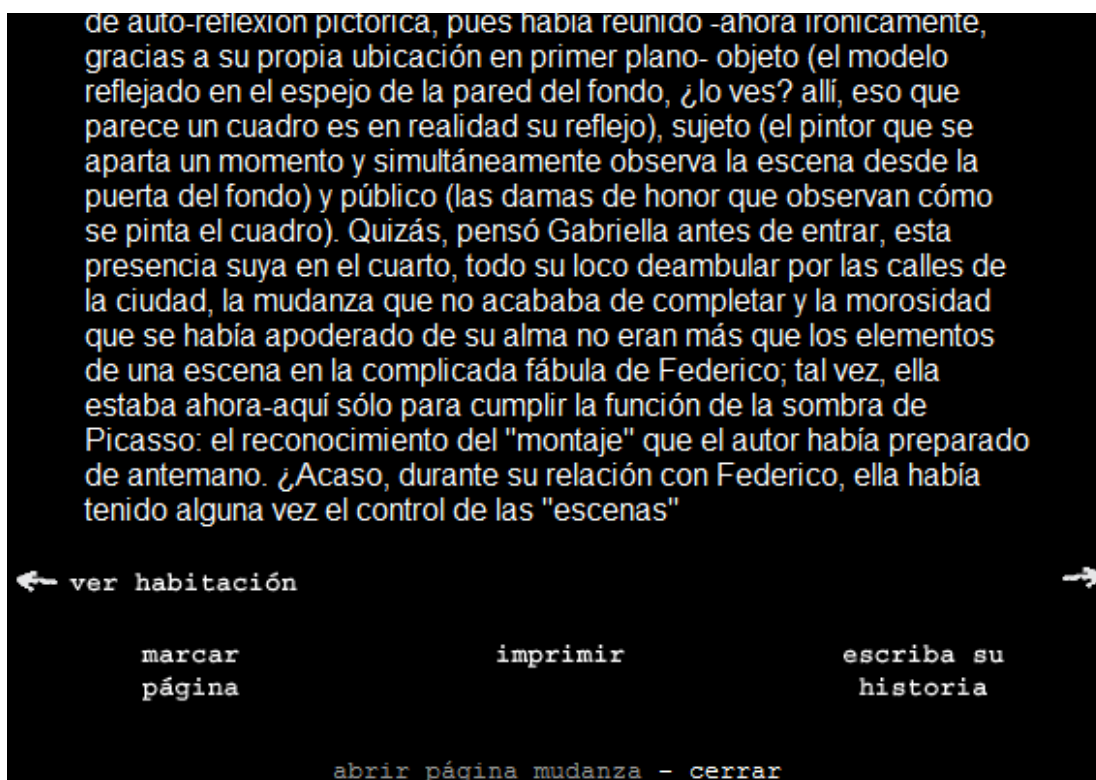 de auto-reflexión pictórica, pues había reunido -ahora irónicamente,
gracias a su propia ubicación en primer plano- objeto (el modelo
reflejado en el espejo de la pared del fondo, ¿lo ves? allí, eso que
parece un cuadro es en realidad su reflejo), sujeto (el pintor que se
aparta un momento y simultáneamente observa la escena desde la
puerta del fondo) y público (las damas de honor que observan cómo
se pinta el cuadro). Quizás, pensó Gabriella antes de entrar, esta
presencia suya en el cuarto, todo su loco deambular por las calles de
la ciudad, la mudanza que no acababa de completar y la morosidad
que se había apoderado de su alma no eran más que los elementos
de una escena en la complicada fábula de Federico; tal vez, ella
estaba ahora-aquí sólo para cumplir la función de la sombra de
Picasso: el reconocimiento del "montaje" que el autor había preparado
de antemano. ¿Acaso, durante su relación con Federico, ella había
tenido alguna vez el control de las "escenas"
ver habitación
marcar página
imprimir
escriba su historia
abrir página mudanza - cerrar